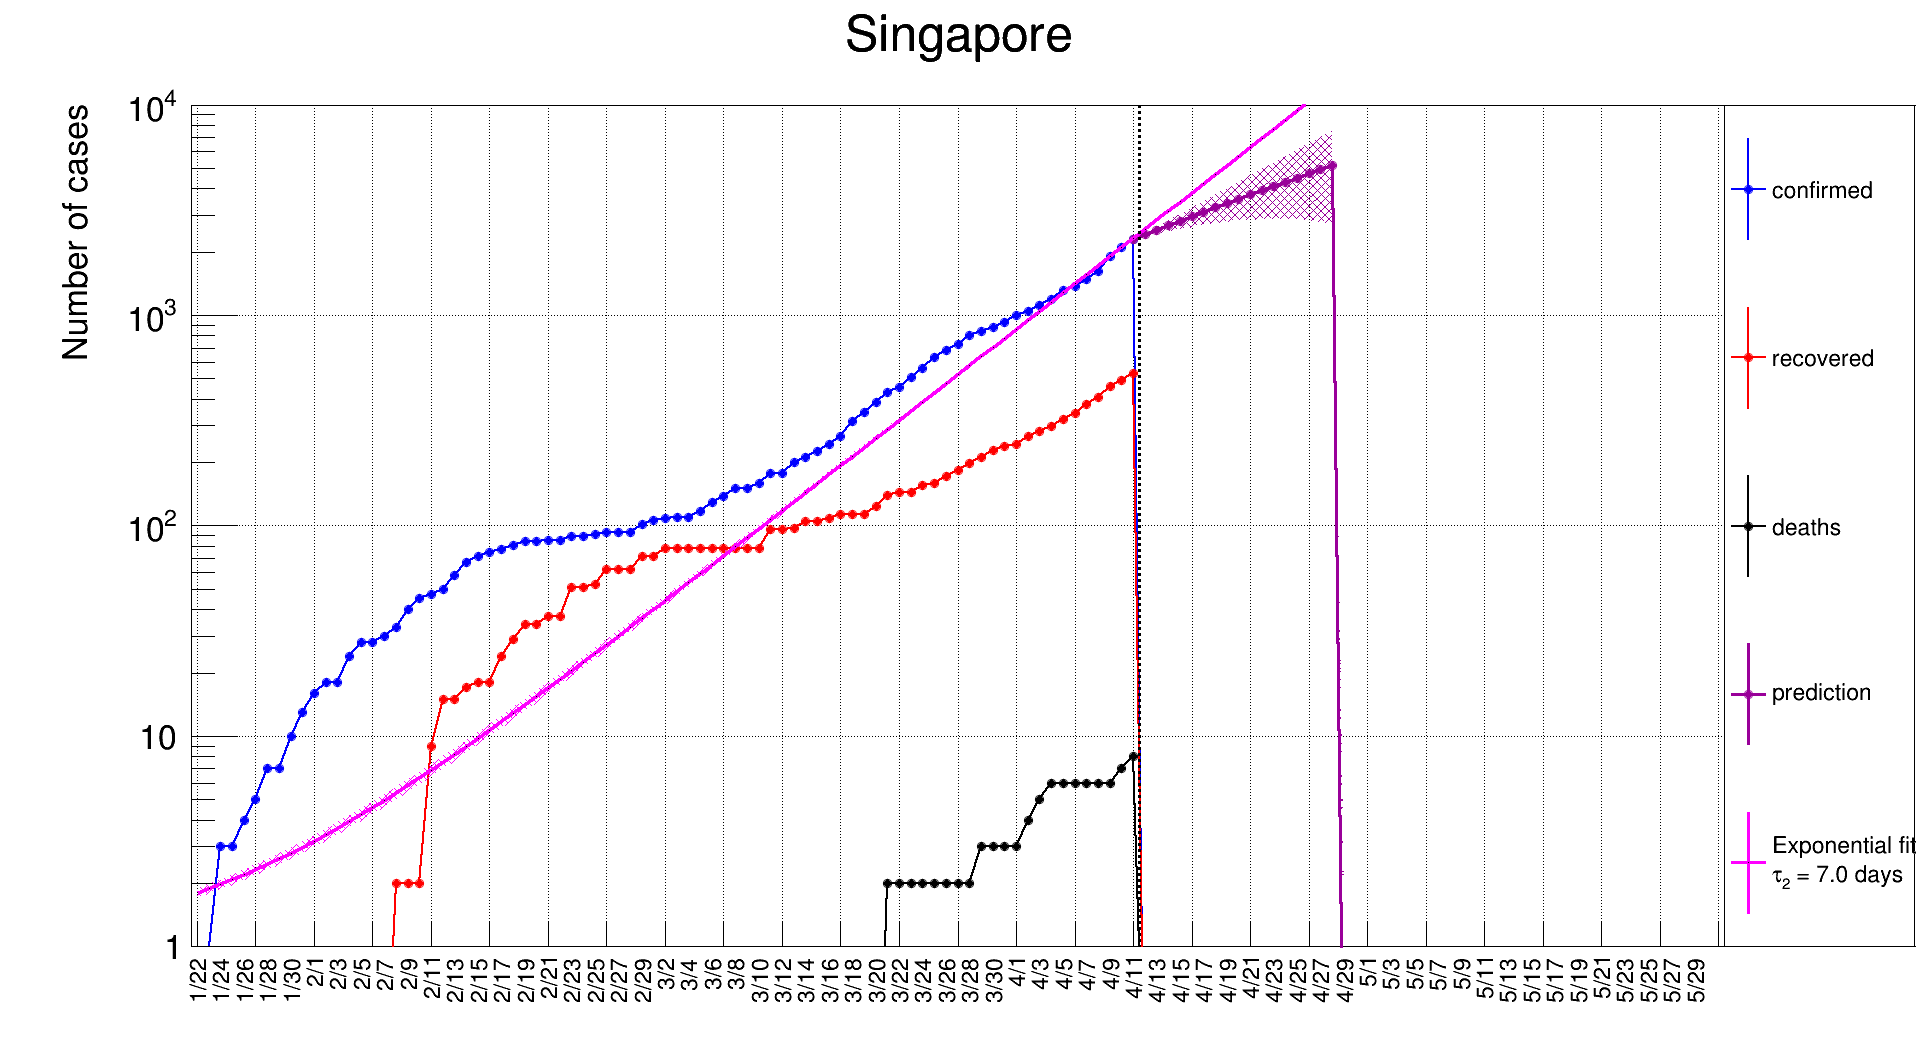 Singapore
Number of cases
10⁴
10³
10²
10
1
1/22 1/24 1/26 1/28 1/30 2/1 2/3 2/5 2/7 2/9 2/11 2/13 2/15 2/17 2/19 2/21 2/23 2/25 2/27 2/29 3/2 3/4 3/6 3/8 3/10 3/12 3/14 3/16 3/18 3/20 3/22 3/24 3/26 3/28 3/30 4/1 4/3 4/5 4/7 4/9 4/11 4/13 4/15 4/17 4/19 4/21 4/23 4/25 4/27 4/29 5/1 5/3 5/5 5/7 5/9 5/11 5/13 5/15 5/17 5/19 5/21 5/23 5/25 5/27 5/29
confirmed
recovered
deaths
prediction
Exponential fit
τ₂ = 7.0 days